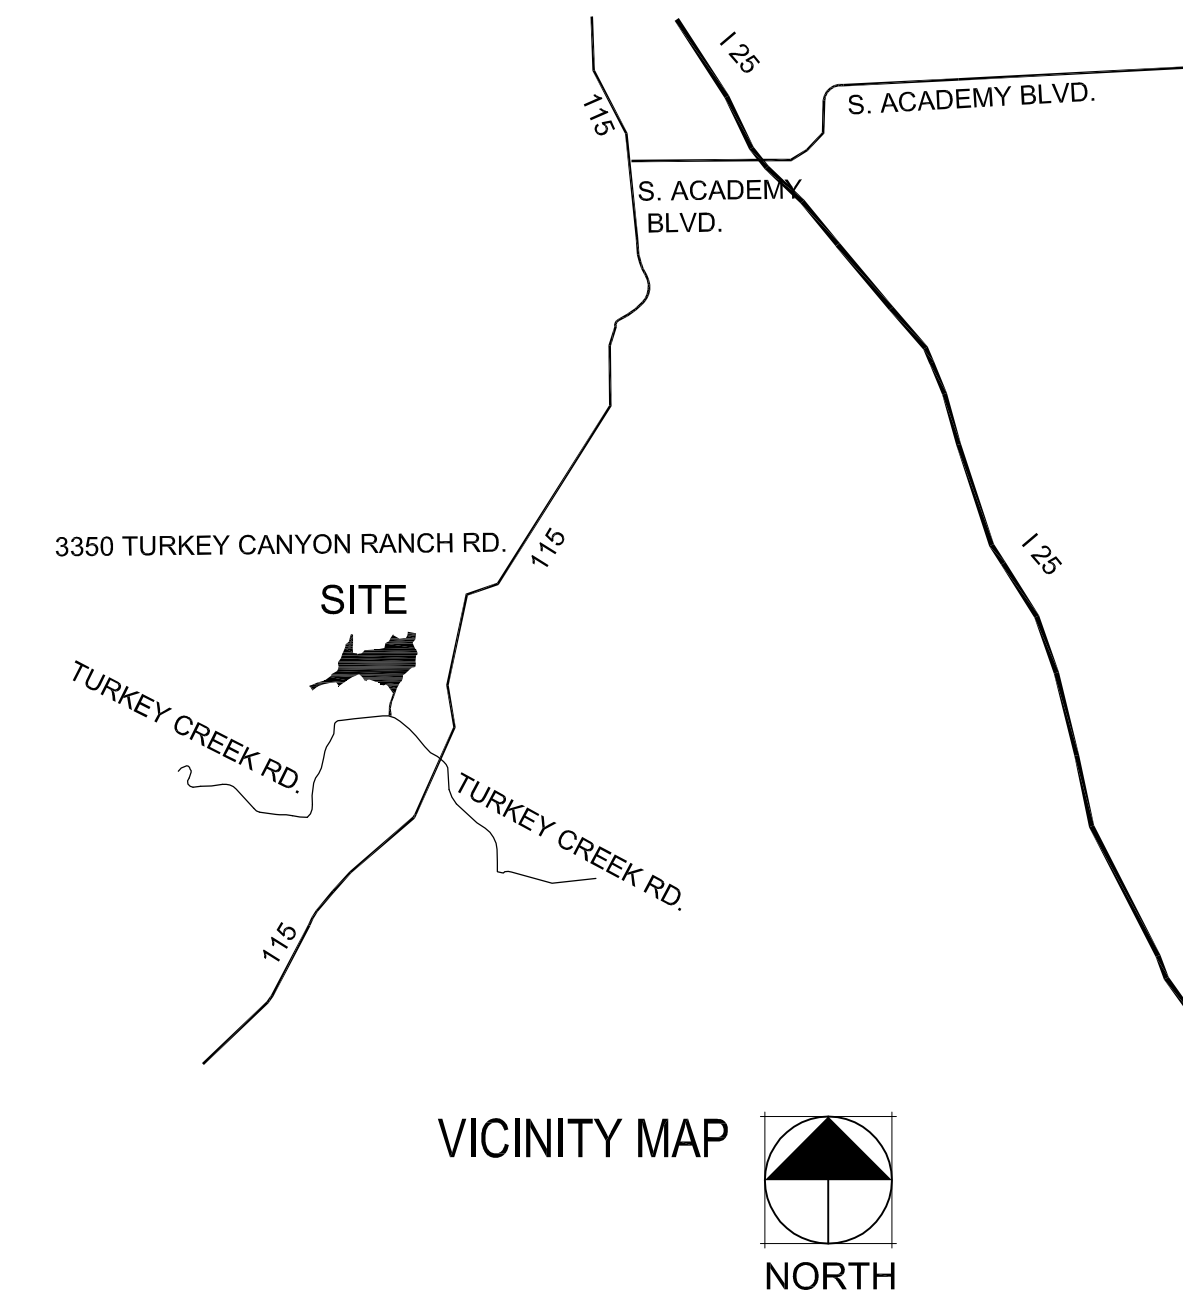 I 25
115
S. ACADEMY BLVD.
S. ACADEMY
BLVD.
3350 TURKEY CANYON RANCH RD.
115
I 25
SITE
TURKEY CREEK RD.
TURKEY CREEK RD.
115
VICINITY MAP
NORTH